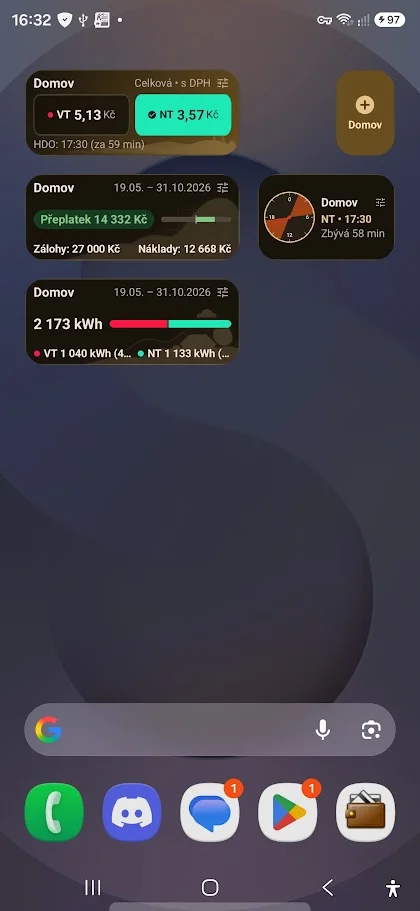 16:32
97
Domov
Celková • s DPH
VT 5,13 Kč
NT 3,57 Kč
HDO: 17:30 (za 59 min)
Domov
Domov
19.05. – 31.10.2026
Přeplatek 14 332 Kč
Zálohy: 27 000 Kč
Náklady: 12 668 Kč
0
6
12
18
Domov
NT • 17:30
Zbývá 58 min
Domov
19.05. – 31.10.2026
2 173 kWh
VT 1 040 kWh (4…
NT 1 133 kWh (…
1
1